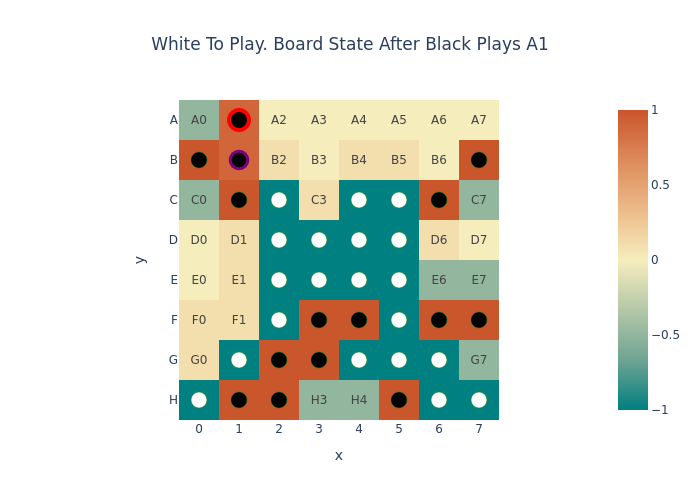 White To Play. Board State After Black Plays A1
A A0 A2 A3 A4 A5 A6 A7 1
B B2 B3 B4 B5 B6
C C0 C3 C7 0.5
D D0 D1 D6 D7
y E E0 E1 E6 E7 0
F F0 F1 −0.5
G G0 G7
H H3 H4 −1
0 1 2 3 4 5 6 7
x